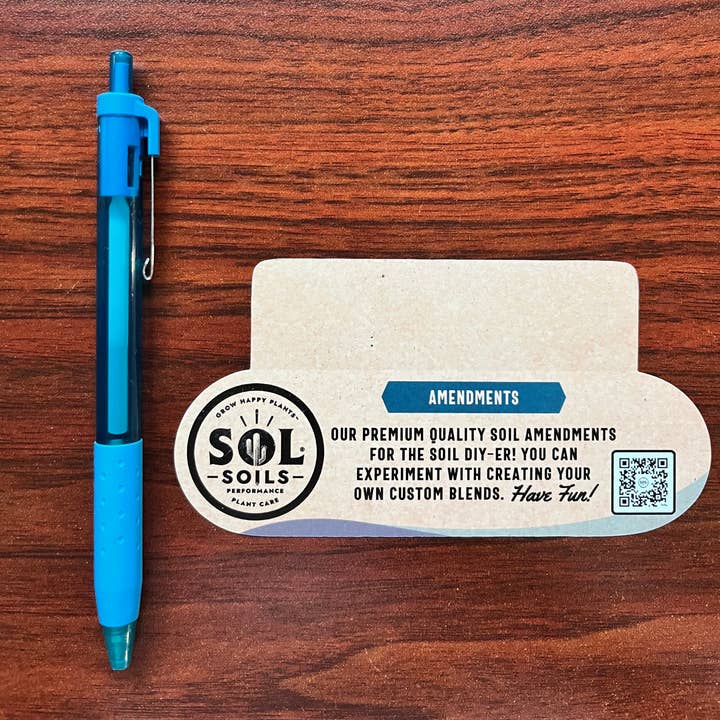 AMENDMENTS
GROW HAPPY PLANTS™
SOL®
SOILS
PERFORMANCE
PLANT CARE
OUR PREMIUM QUALITY SOIL AMENDMENTS
FOR THE SOIL DIY-ER! YOU CAN
EXPERIMENT WITH CREATING YOUR
OWN CUSTOM BLENDS. Have Fun!